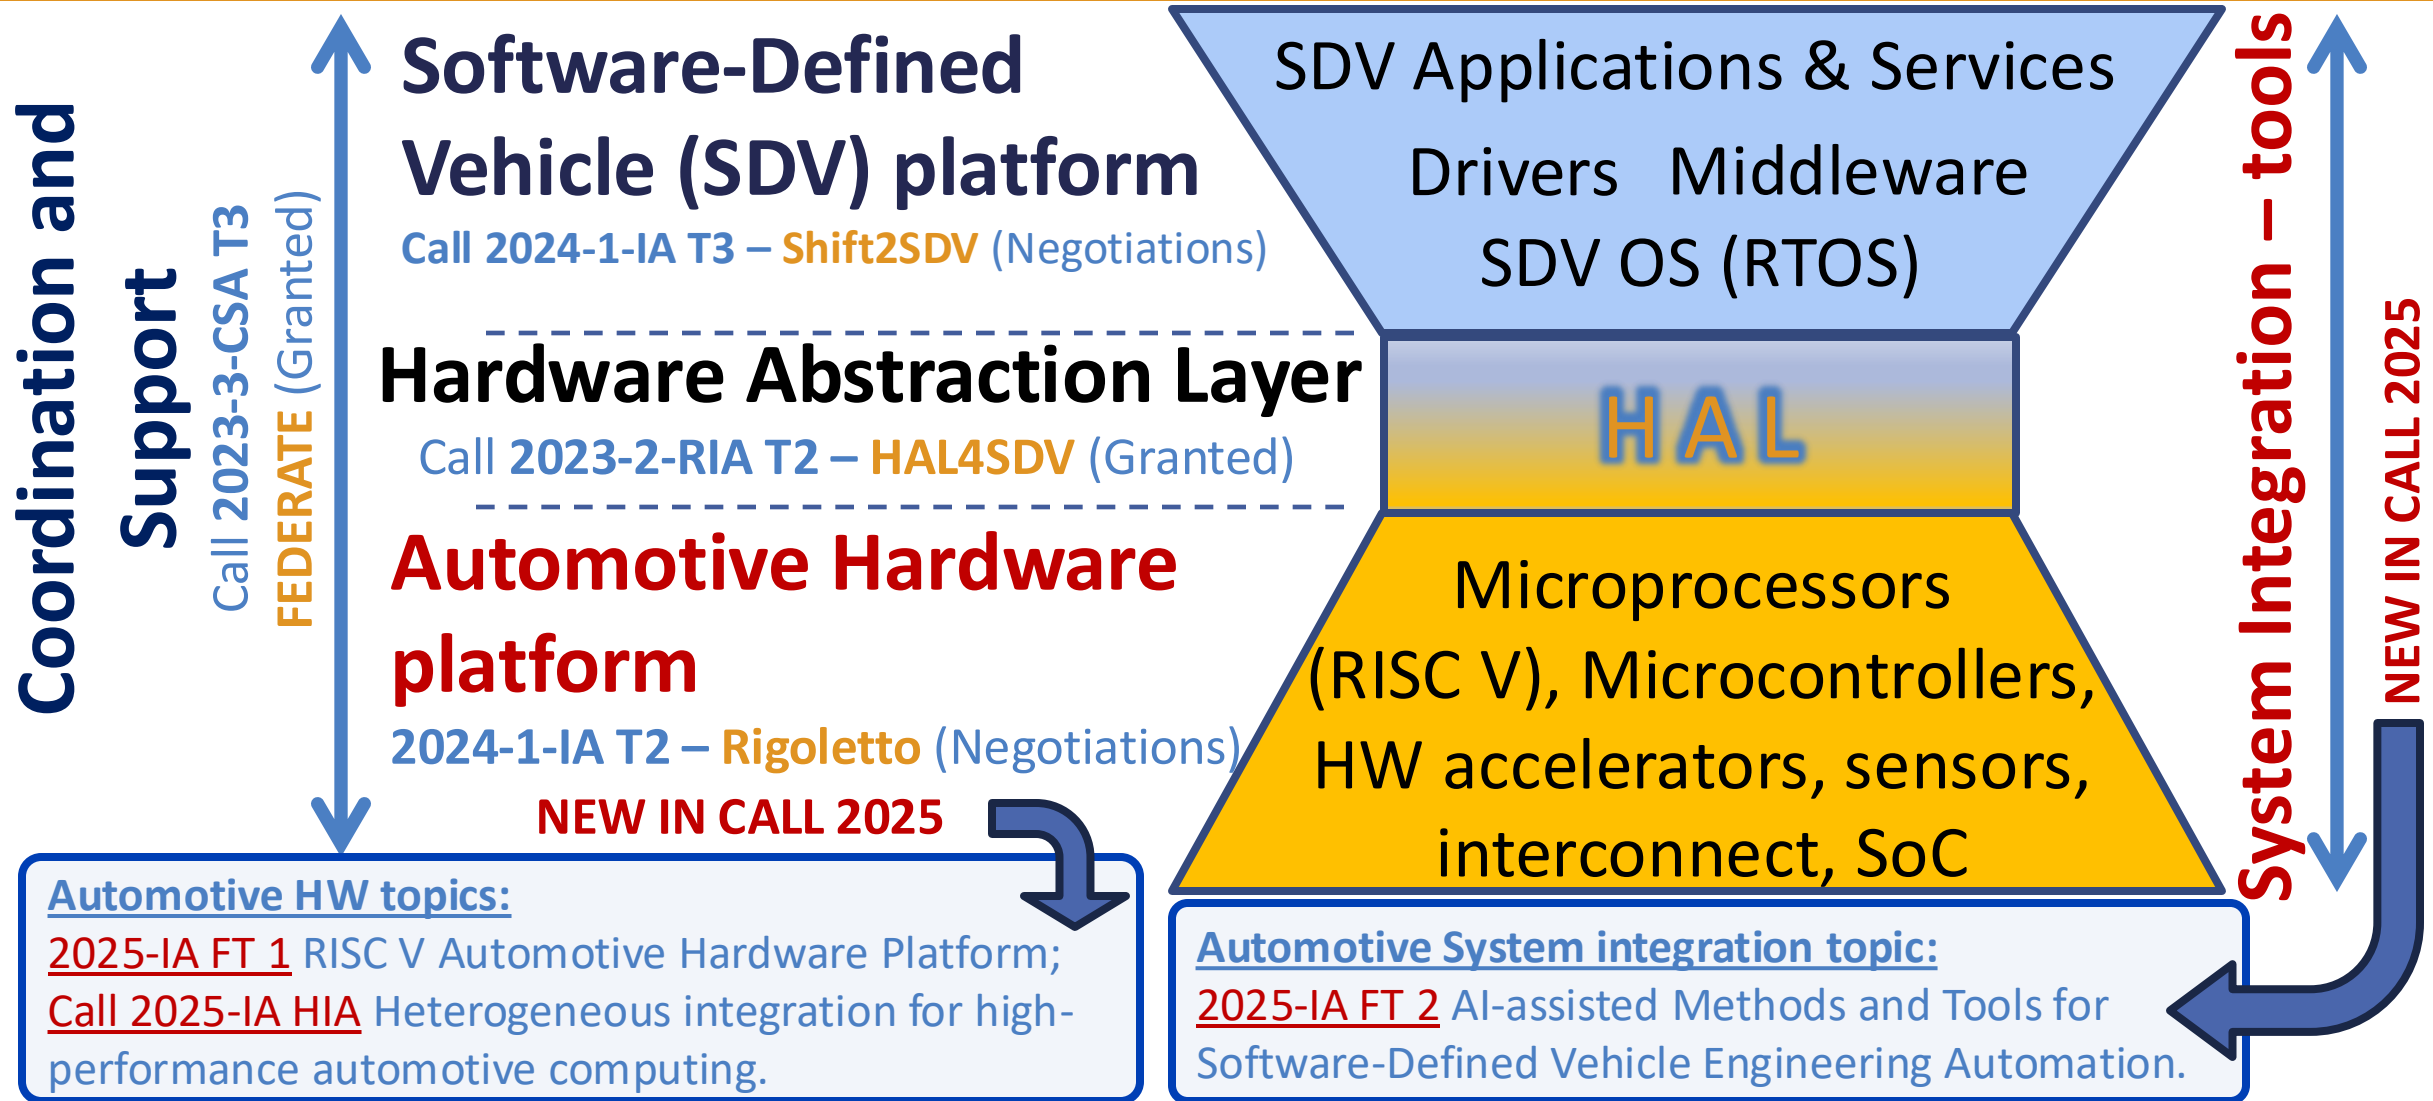 Coordination and
Support
Call 2023-3-CSA T3
FEDERATE (Granted)
Software-Defined
Vehicle (SDV) platform
Call 2024-1-IA T3 – Shift2SDV (Negotiations)
Hardware Abstraction Layer
Call 2023-2-RIA T2 – HAL4SDV (Granted)
Automotive Hardware
platform
2024-1-IA T2 – Rigoletto (Negotiations)
NEW IN CALL 2025
SDV Applications & Services
Drivers Middleware
SDV OS (RTOS)
HAL
Microprocessors
(RISC V), Microcontrollers,
HW accelerators, sensors,
interconnect, SoC
System Integration – tools
NEW IN CALL 2025
Automotive HW topics:
2025-IA FT 1 RISC V Automotive Hardware Platform;
Call 2025-IA HIA Heterogeneous integration for high-
performance automotive computing.
Automotive System integration topic:
2025-IA FT 2 AI-assisted Methods and Tools for
Software-Defined Vehicle Engineering Automation.